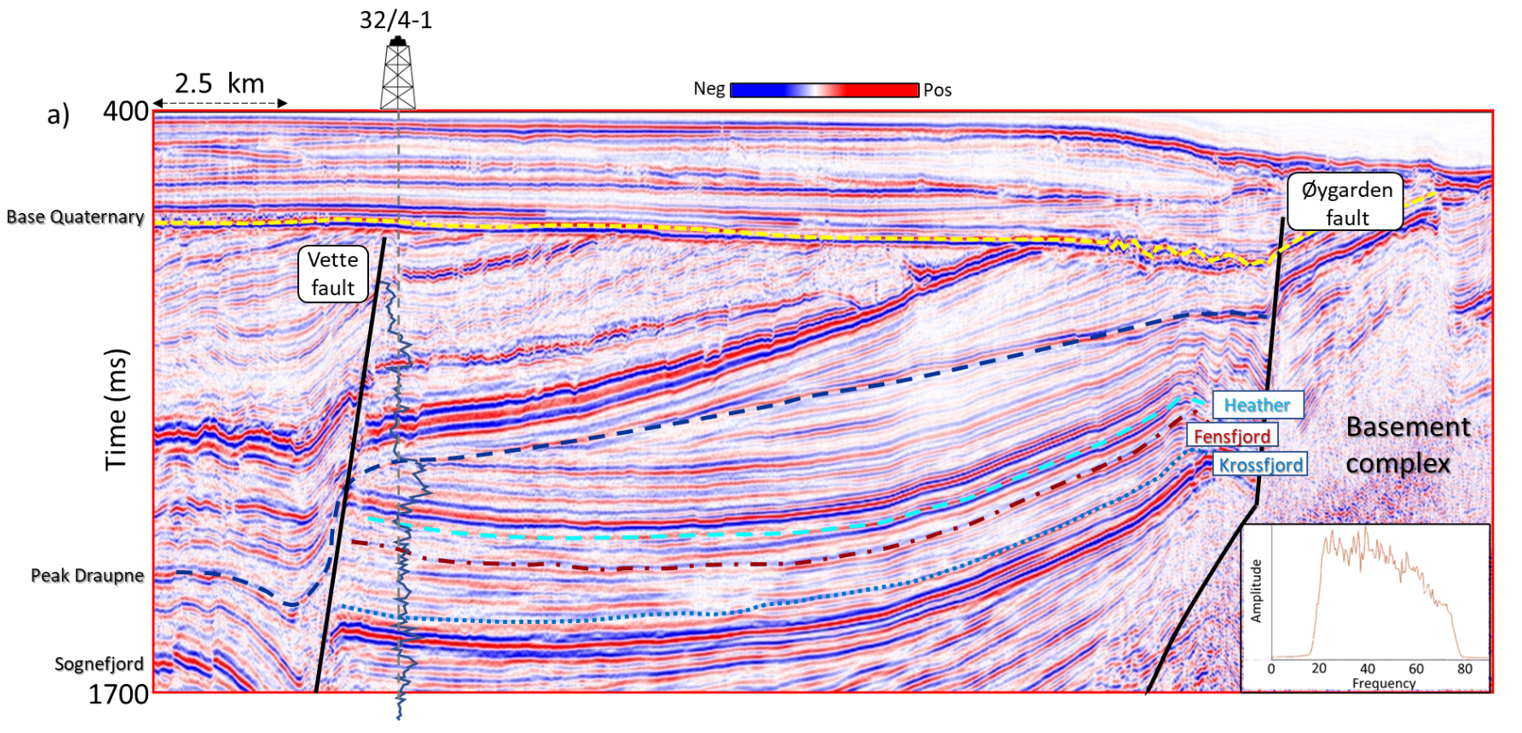 32/4-1
2.5 km
Neg
Pos
a)
400
Base Quaternary
Øygarden
fault
Vette
fault
Time (ms)
Heather
Fensfjord
Krossfjord
Basement
complex
Peak Draupne
Sognefjord
1700
Amplitude
0 20 40 60 80
Frequency